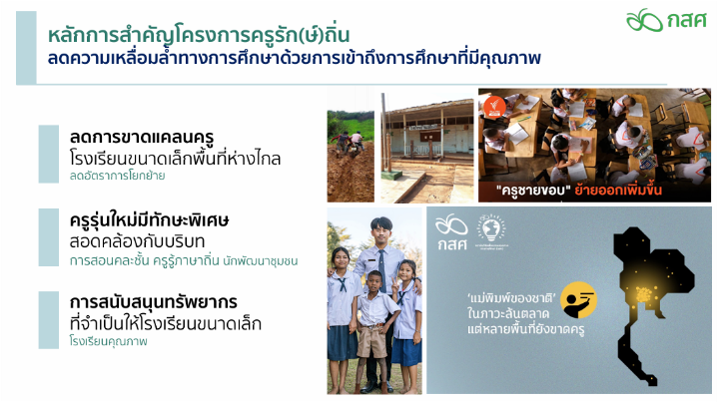 หลักการสำคัญโครงการครูรัก(ษ์)ถิ่น
ลดความเหลื่อมล้ำทางการศึกษาด้วยการเข้าถึงการศึกษาที่มีคุณภาพ
กสศ
ลดการขาดแคลนครู
โรงเรียนขนาดเล็กพื้นที่ห่างไกล
ลดอัตราการโยกย้าย
ครูรุ่นใหม่มีทักษะพิเศษ
สอดคล้องกับบริบท
การสอนคละชั้น ครูรู้ภาษาถิ่น นักพัฒนาชุมชน
การสนับสนุนทรัพยากร
ที่จำเป็นให้โรงเรียนขนาดเล็ก
โรงเรียนคุณภาพ
"ครูชายขอบ" ย้ายออกเพิ่มขึ้น
กสศ
'แม่พิมพ์ของชาติ'
ในภาวะล้นตลาด
แต่หลายพื้นที่ยังขาดครู